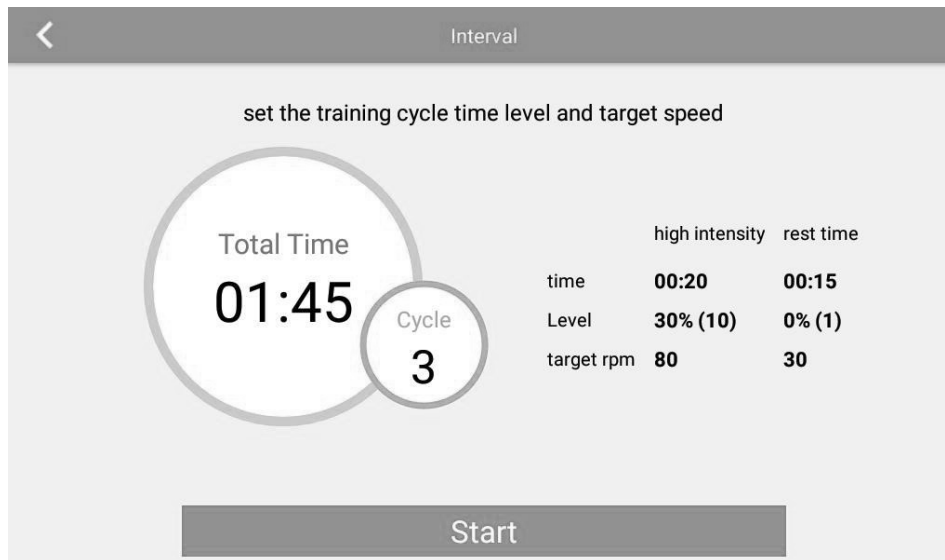 Interval
set the training cycle time level and target speed
Total Time
01:45
Cycle
3
high intensity rest time
time 00:20 00:15
Level 30% (10) 0% (1)
target rpm 80 30
Start